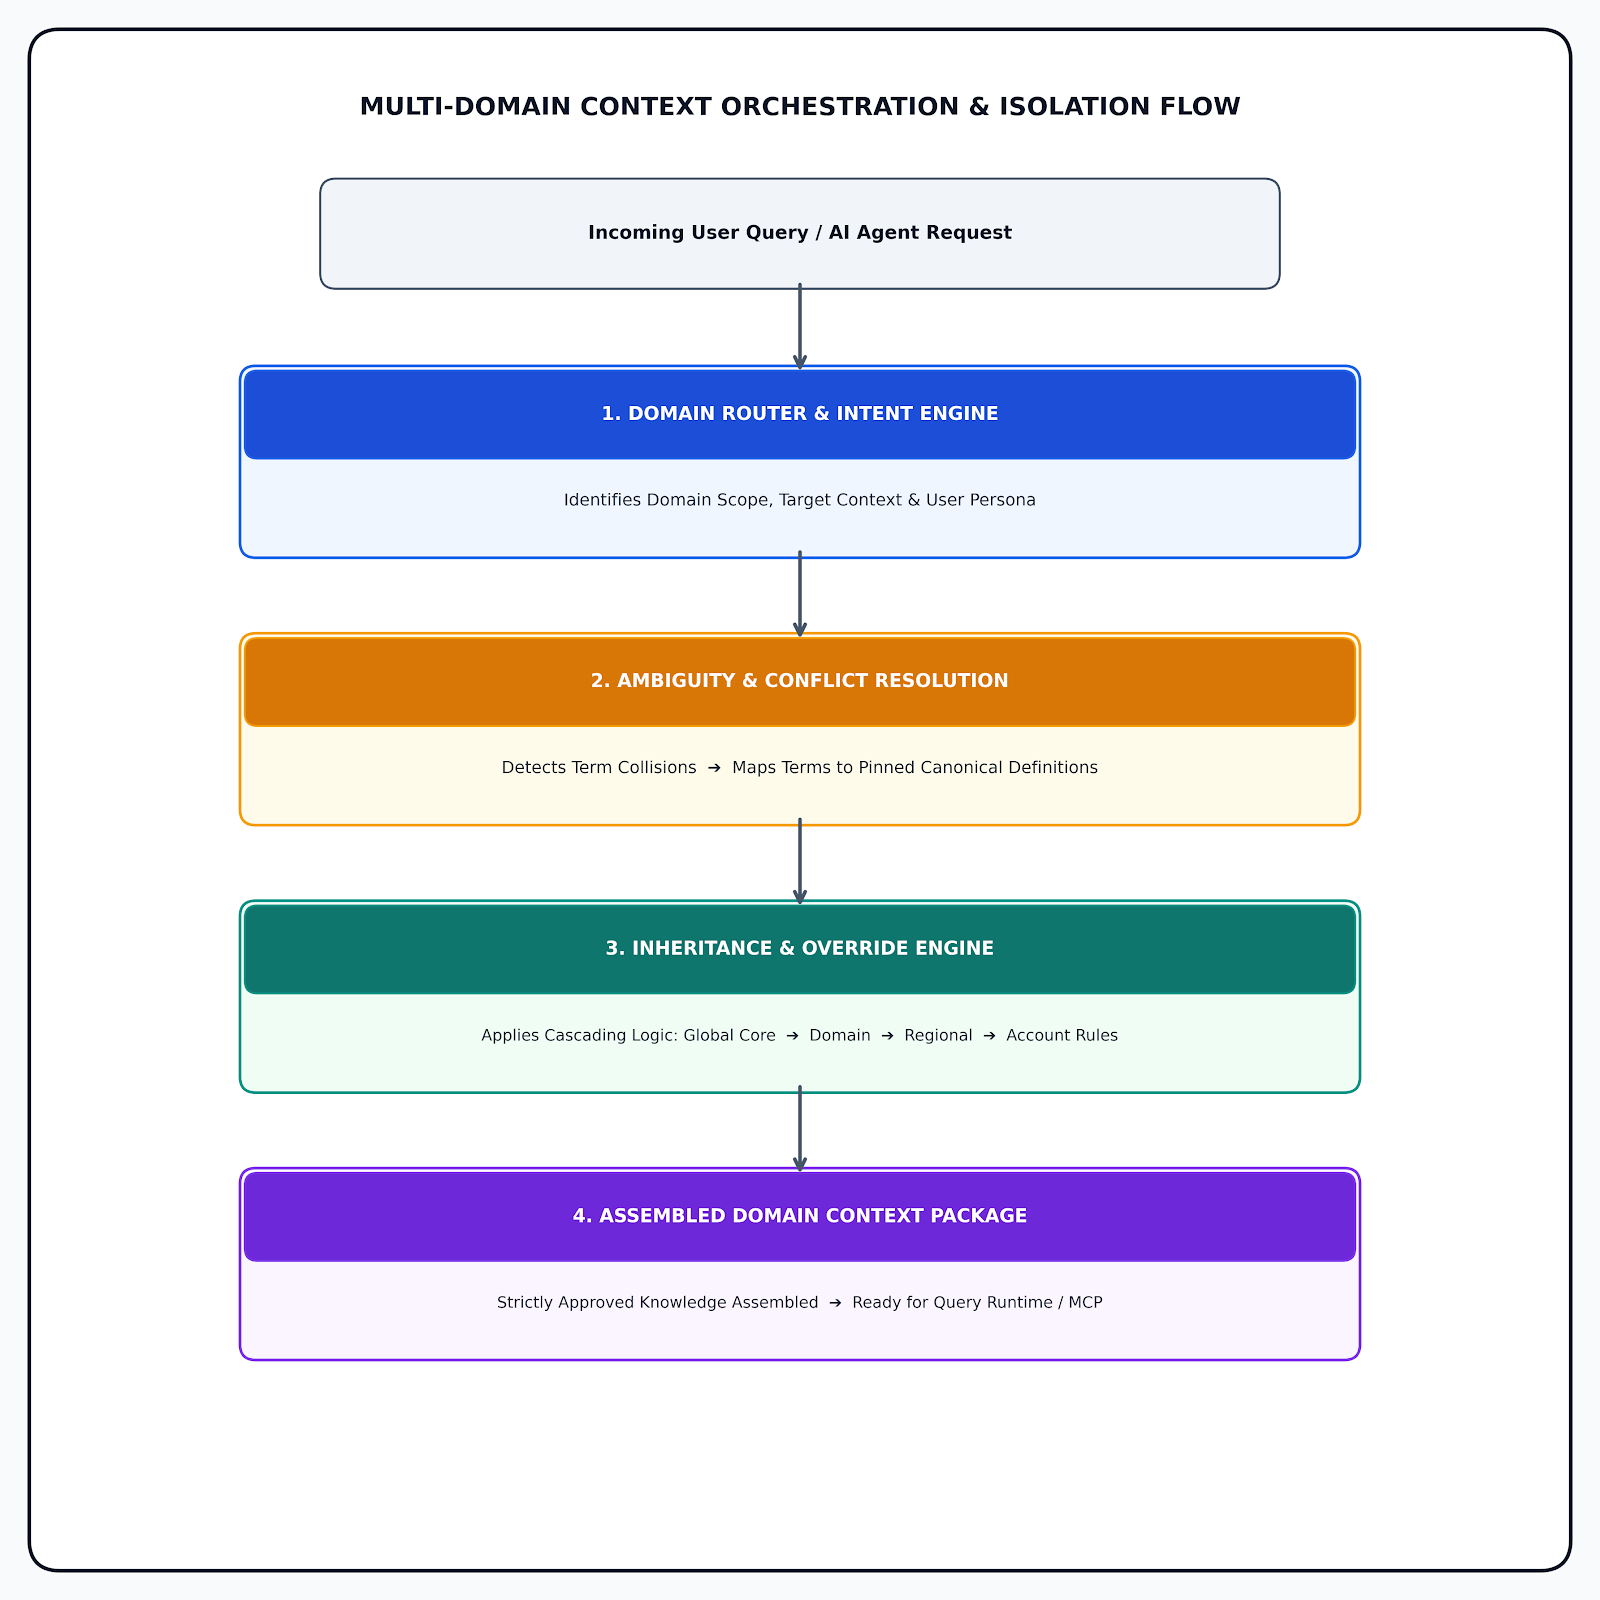 MULTI-DOMAIN CONTEXT ORCHESTRATION & ISOLATION FLOW
Incoming User Query / AI Agent Request
1. DOMAIN ROUTER & INTENT ENGINE
Identifies Domain Scope, Target Context & User Persona
2. AMBIGUITY & CONFLICT RESOLUTION
Detects Term Collisions ➔ Maps Terms to Pinned Canonical Definitions
3. INHERITANCE & OVERRIDE ENGINE
Applies Cascading Logic: Global Core ➔ Domain ➔ Regional ➔ Account Rules
4. ASSEMBLED DOMAIN CONTEXT PACKAGE
Strictly Approved Knowledge Assembled ➔ Ready for Query Runtime / MCP